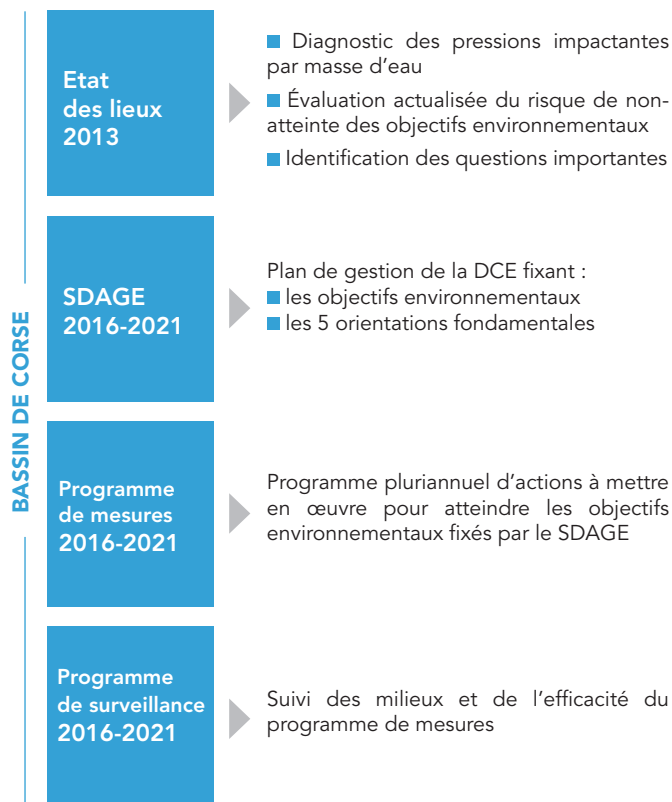 BASSIN DE CORSE
Etat
des lieux
2013
■ Diagnostic des pressions impactantes
par masse d'eau
■ Évaluation actualisée du risque de non-
atteinte des objectifs environnementaux
■ Identification des questions importantes
SDAGE
2016-2021
Plan de gestion de la DCE fixant :
■ les objectifs environnementaux
■ les 5 orientations fondamentales
Programme
de mesures
2016-2021
Programme pluriannuel d'actions à mettre
en œuvre pour atteindre les objectifs
environnementaux fixés par le SDAGE
Programme
de surveillance
2016-2021
Suivi des milieux et de l'efficacité du
programme de mesures